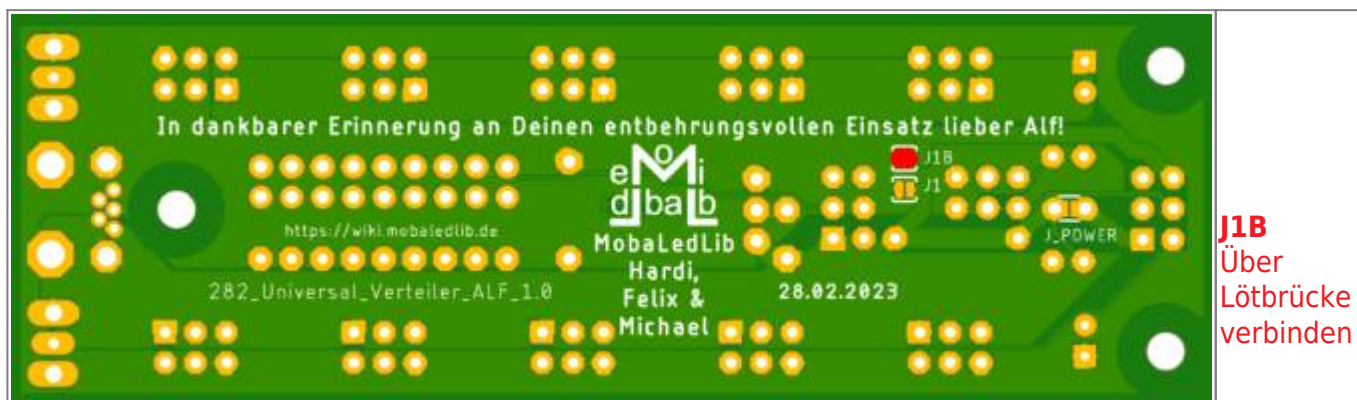 In dankbarer Erinnerung an Deinen entbehrungsvollen Einsatz lieber Alf!
J1B
J1
https://wiki.mobaledlib.de
J_POWER
MobaLedLib
Hardi,
Felix &
Michael
282_Universal_Verteiler_ALF_1.0
28.02.2023
J1B
Über
Lötbrücke
verbinden